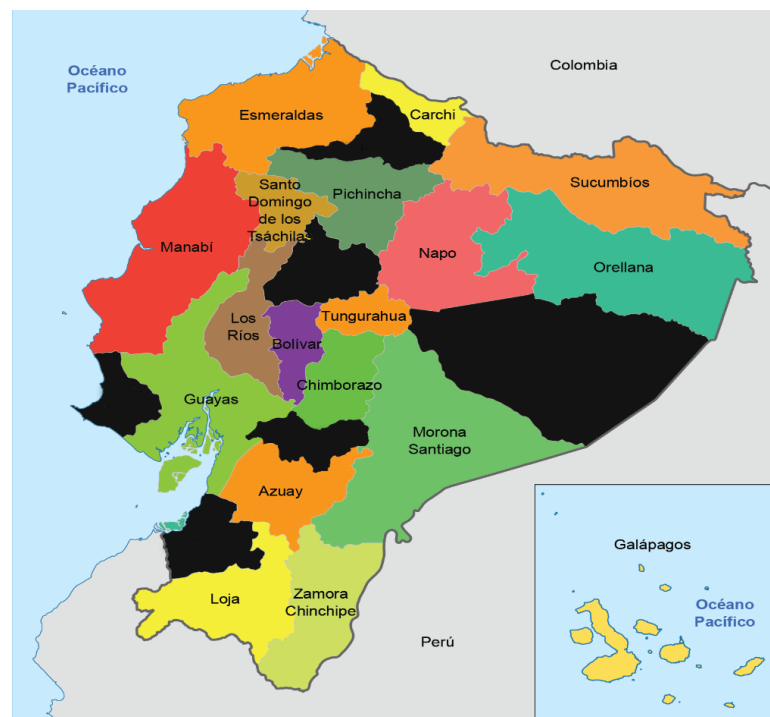 Océano
Pacífico
Colombia
Esmeraldas
Carchi
Santo
Domingo
de los
Tsáchilas
Pichincha
Sucumbíos
Manabí
Napo
Orellana
Los
Ríos
Tungurahua
Bolívar
Chimborazo
Guayas
Morona
Santiago
Azuay
Galápagos
Loja
Zamora
Chinchipe
Océano
Pacífico
Perú